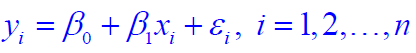 yᵢ = β₀ + β₁xᵢ + εᵢ, i = 1, 2, …, n